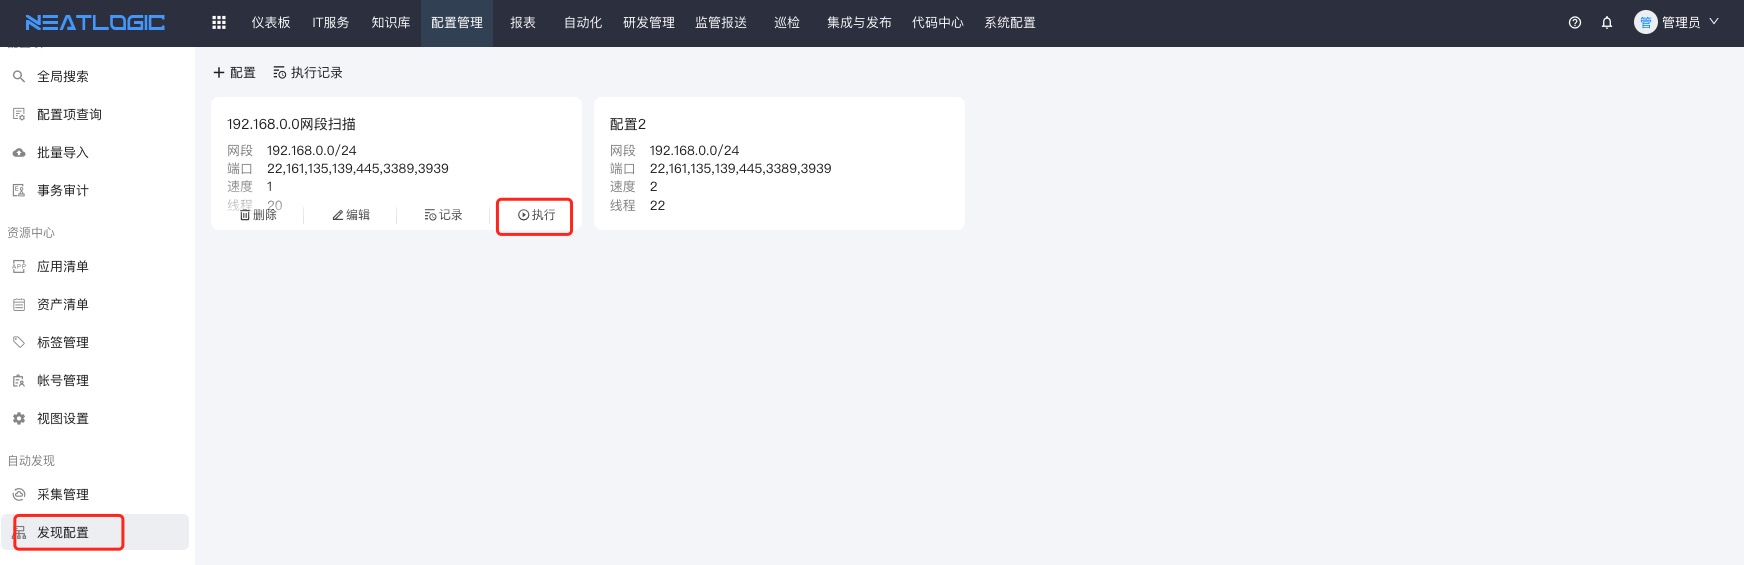 NEATLOGIC 仪表板 IT服务 知识库 配置管理 报表 自动化 研发管理 监管报送 巡检 集成与发布 代码中心 系统配置 管 管理员
全局搜索
配置项查询
批量导入
事务审计
资源中心
应用清单
资产清单
标签管理
帐号管理
视图设置
自动发现
采集管理
发现配置
配置 执行记录
192.168.0.0网段扫描
网段 192.168.0.0/24
端口 22,161,135,139,445,3389,3939
速度 1
线程 20
删除 编辑 记录 执行
配置2
网段 192.168.0.0/24
端口 22,161,135,139,445,3389,3939
速度 2
线程 22